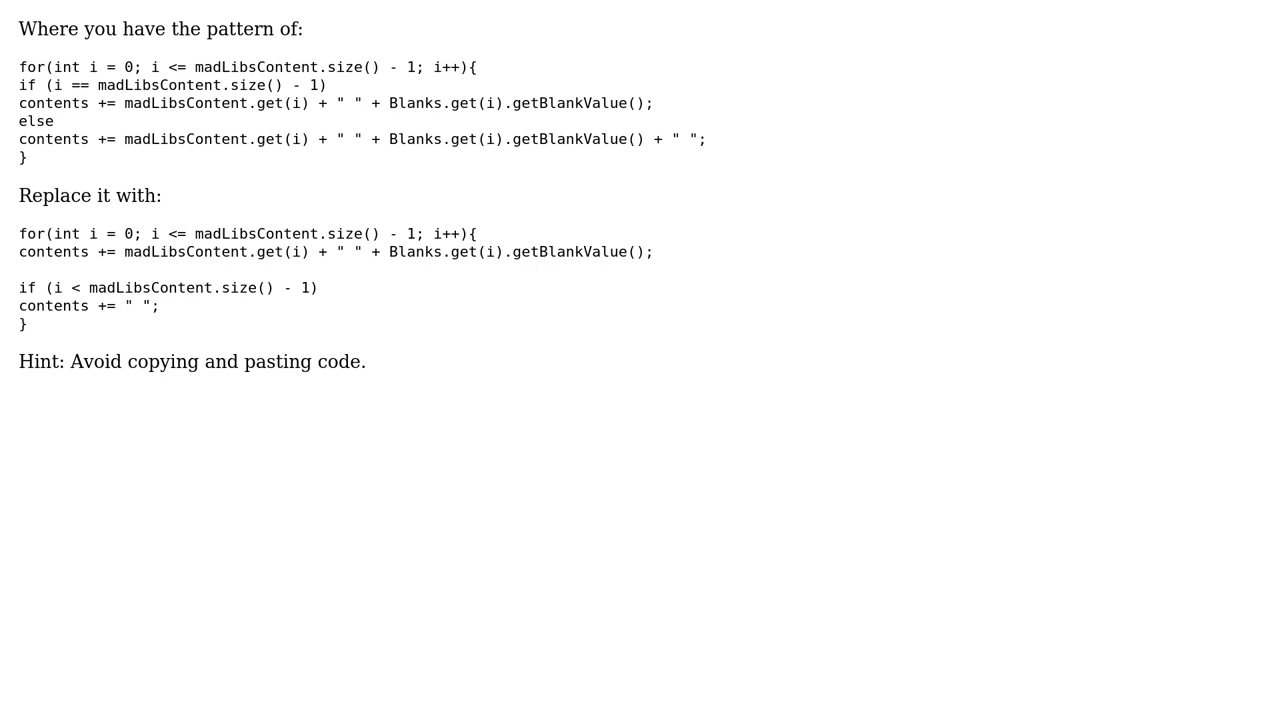 Where you have the pattern of:
for(int i = 0; i <= madLibsContent.size() - 1; i++){
if (i == madLibsContent.size() - 1)
contents += madLibsContent.get(i) + " " + Blanks.get(i).getBlankValue();
else
contents += madLibsContent.get(i) + " " + Blanks.get(i).getBlankValue() + " ";
}
Replace it with:
for(int i = 0; i <= madLibsContent.size() - 1; i++){
contents += madLibsContent.get(i) + " " + Blanks.get(i).getBlankValue();
if (i < madLibsContent.size() - 1)
contents += " ";
}
Hint: Avoid copying and pasting code.